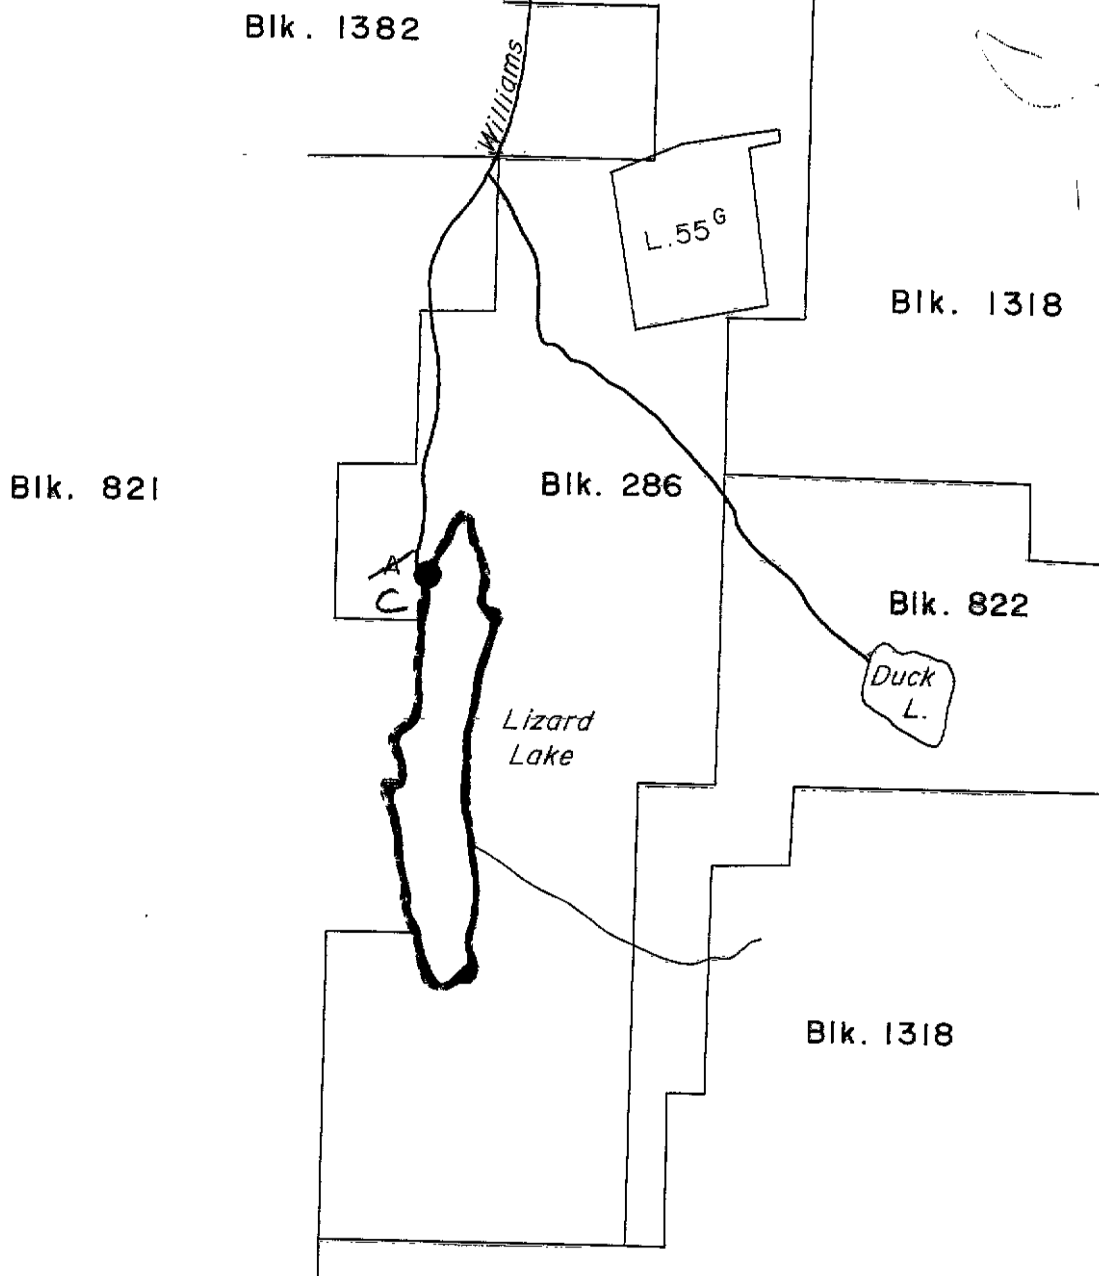 Blk. 1382
Williams
L.55G
Blk. 1318
Blk. 821
Blk. 286
A
C
Blk. 822
Duck
L.
Lizard
Lake
Blk. 1318